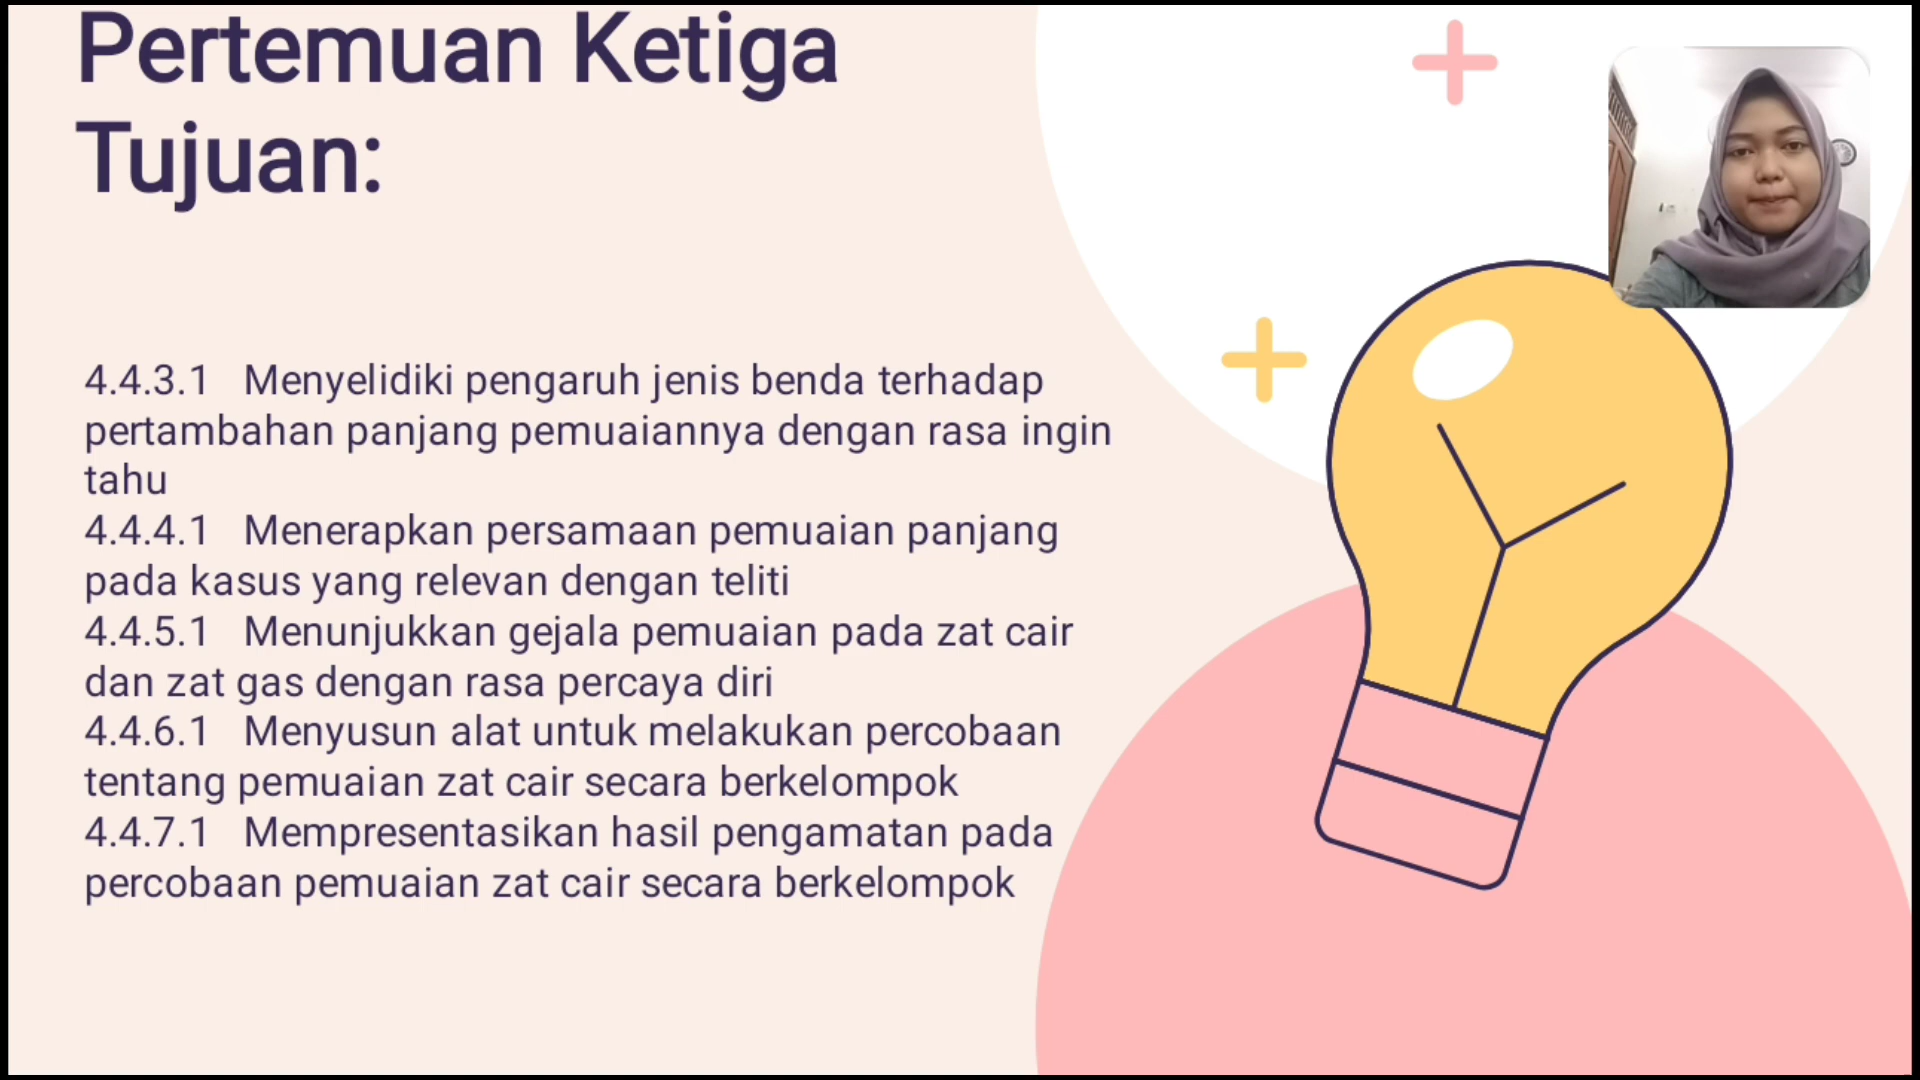 Pertemuan Ketiga
Tujuan:
4.4.3.1 Menyelidiki pengaruh jenis benda terhadap
pertambahan panjang pemuaiannya dengan rasa ingin
tahu
4.4.4.1 Menerapkan persamaan pemuaian panjang
pada kasus yang relevan dengan teliti
4.4.5.1 Menunjukkan gejala pemuaian pada zat cair
dan zat gas dengan rasa percaya diri
4.4.6.1 Menyusun alat untuk melakukan percobaan
tentang pemuaian zat cair secara berkelompok
4.4.7.1 Mempresentasikan hasil pengamatan pada
percobaan pemuaian zat cair secara berkelompok